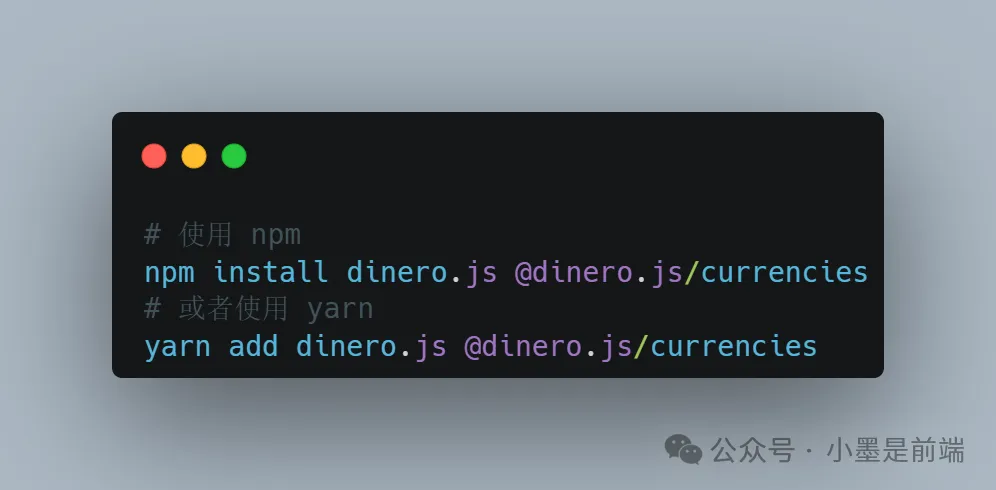 # 使用 npm
npm install dinero.js @dinero.js/currencies
# 或者使用 yarn
yarn add dinero.js @dinero.js/currencies
公众号 · 小墨是前端